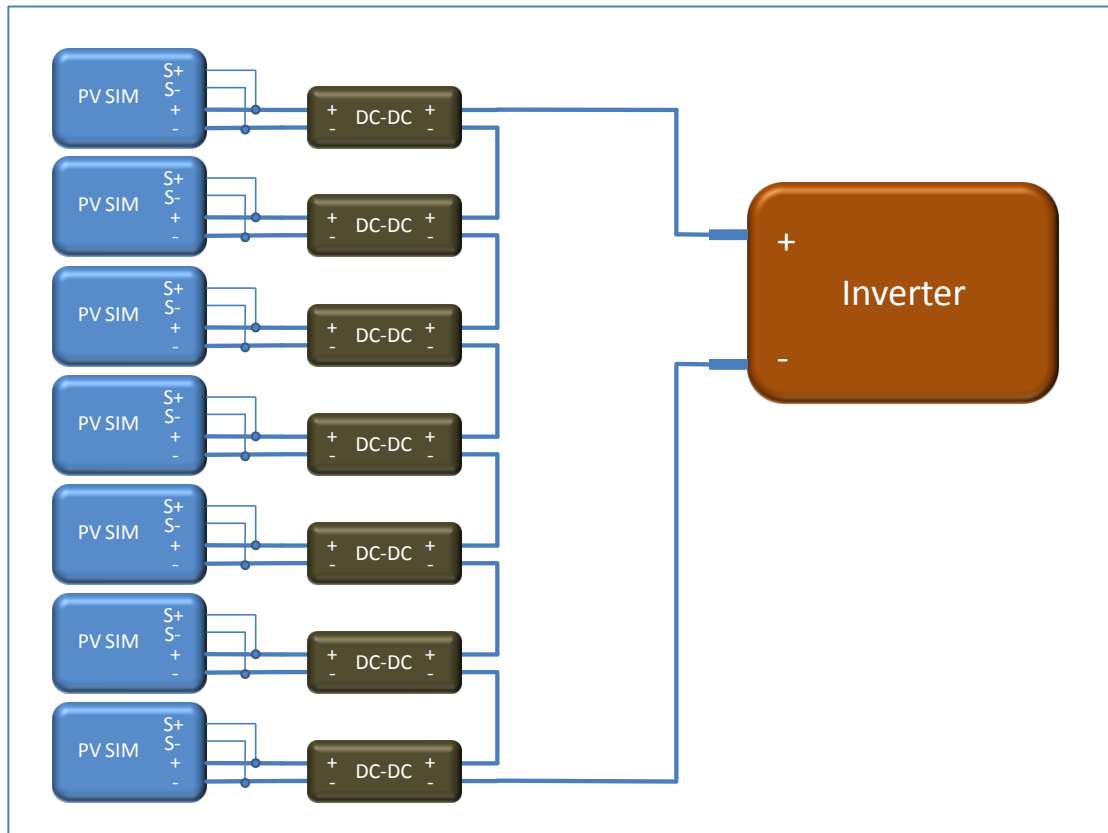 S+
PV SIM S-
+ + DC-DC +
- - -
S+
PV SIM S-
+ + DC-DC + +
- - - Inverter
S+
PV SIM S-
+ + DC-DC + -
- - -
S+
PV SIM S-
+ + DC-DC +
- - -
S+
PV SIM S-
+ + DC-DC +
- - -
S+
PV SIM S-
+ + DC-DC +
- - -
S+
PV SIM S-
+ + DC-DC +
- - -